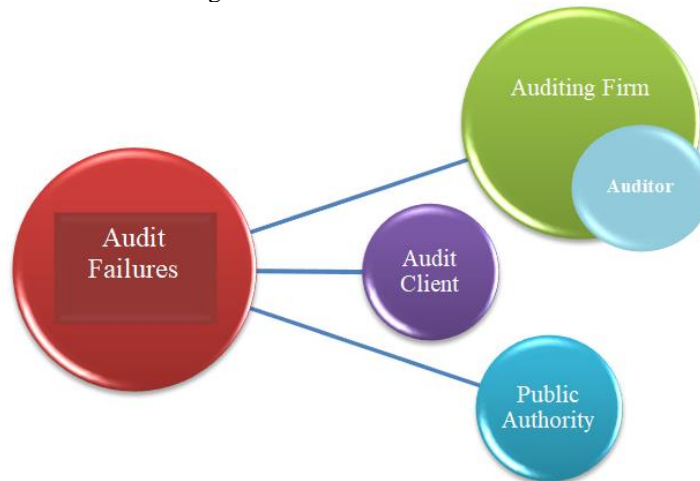 Auditing Firm
Auditor
Audit
Failures
Audit
Client
Public
Authority